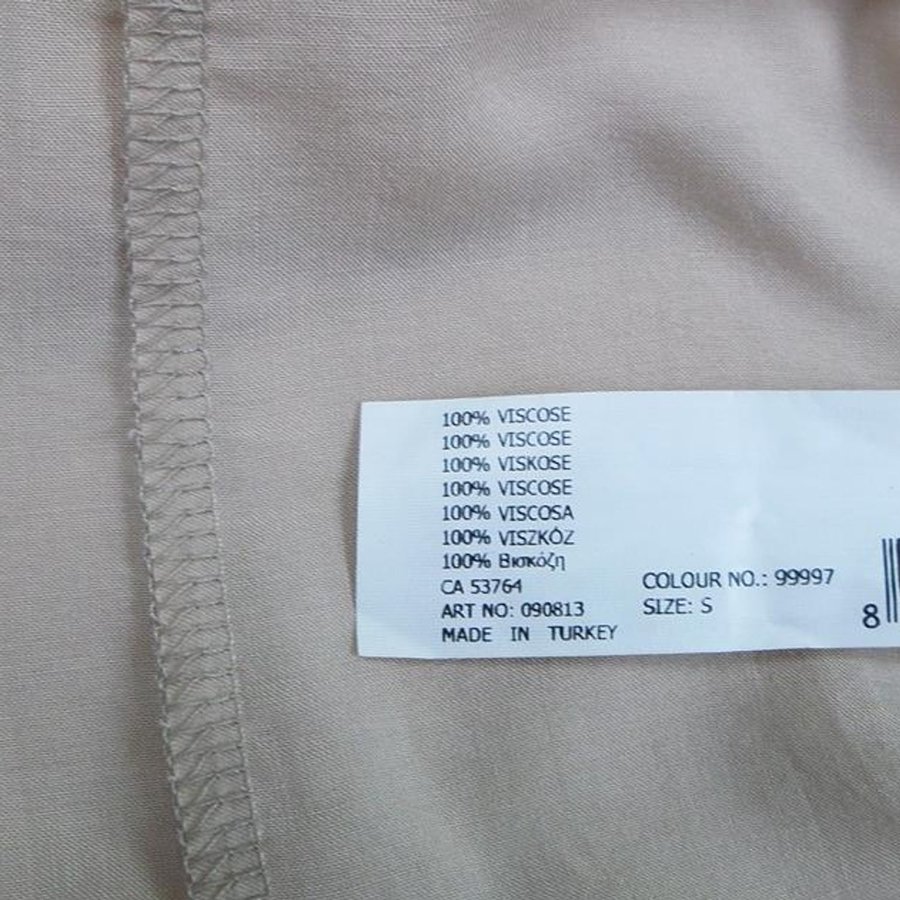 100% VISCOSE
100% VISCOSE
100% VISKOSE
100% VISCOSE
100% VISCOSA
100% VISZKÓZ
100% Βισκόζη
CA 53764
ART NO: 090813
MADE IN TURKEY
COLOUR NO.: 99997
SIZE: S
8